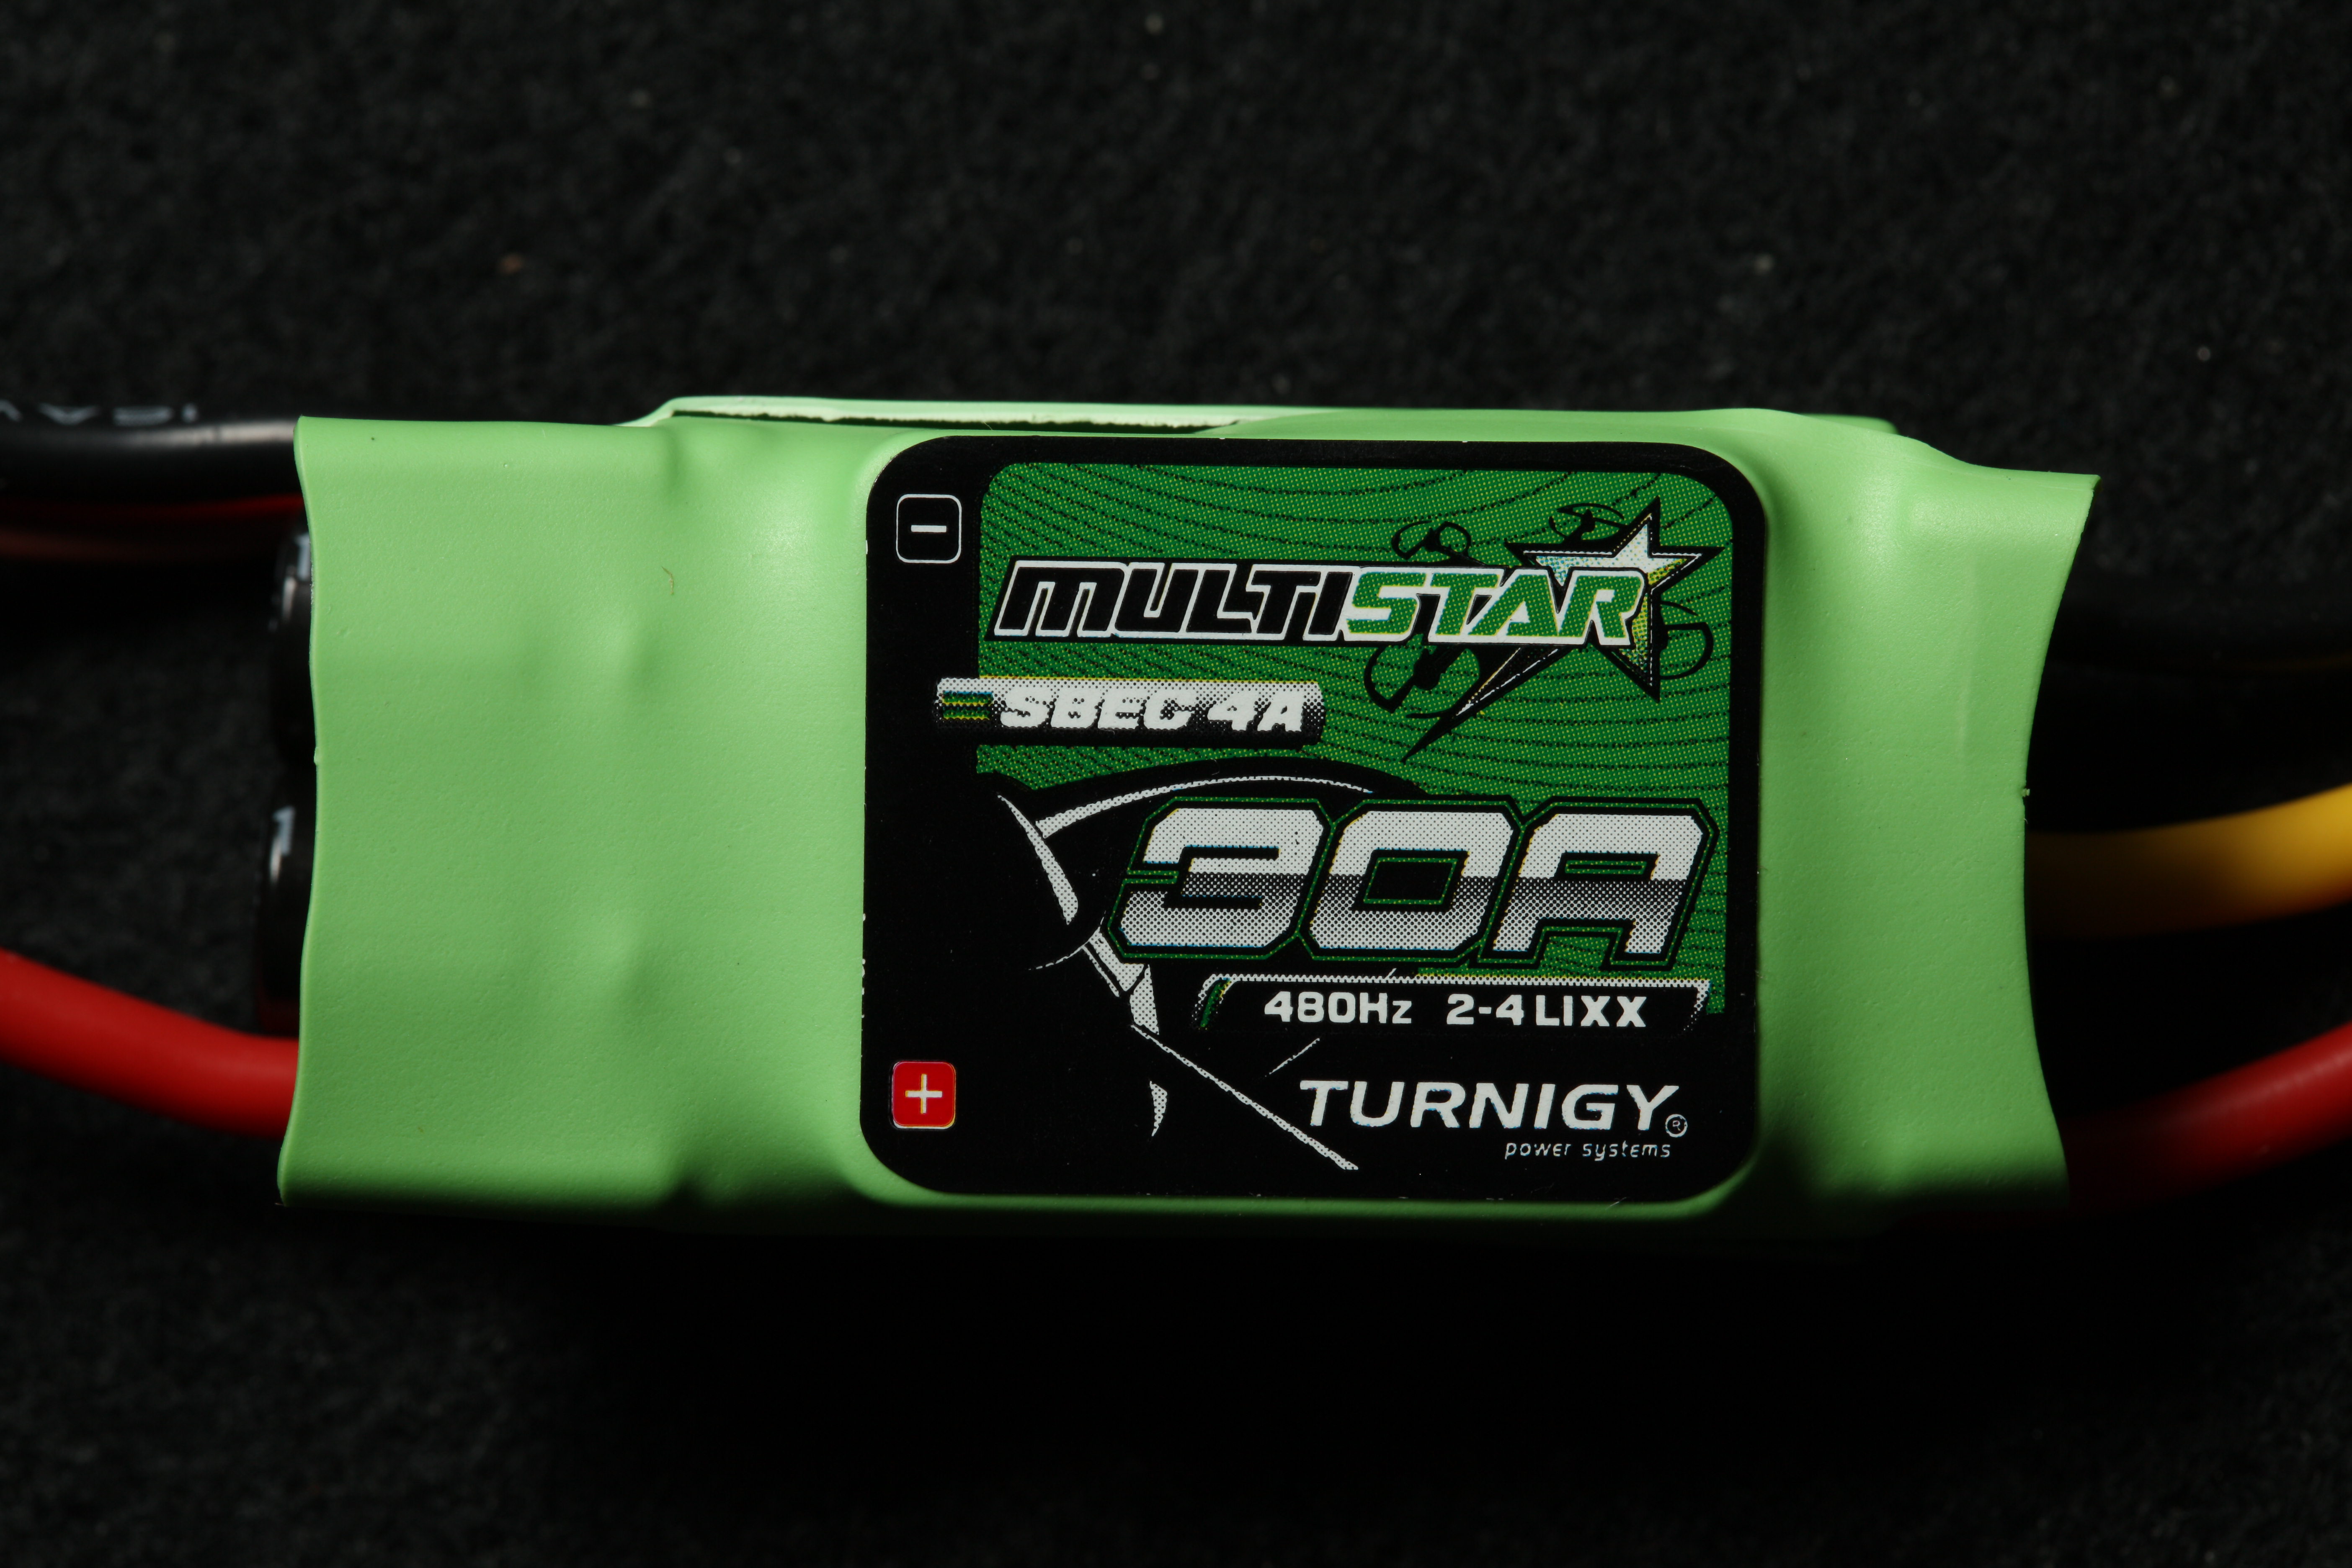 MULTISTAR
SBEC 4A
30A
480Hz 2-4LIXX
TURNIGY®
power systems